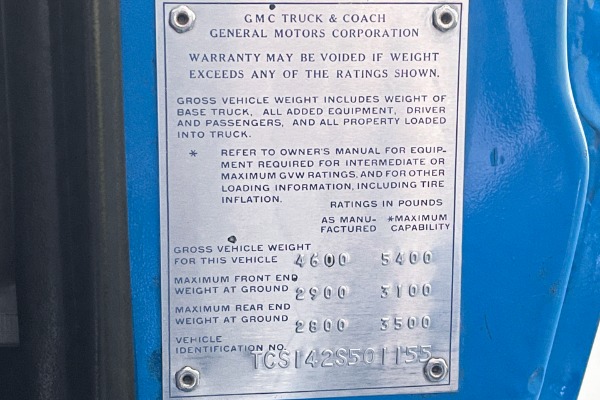 GMC TRUCK & COACH
GENERAL MOTORS CORPORATION
WARRANTY MAY BE VOIDED IF WEIGHT
EXCEEDS ANY OF THE RATINGS SHOWN.
GROSS VEHICLE WEIGHT INCLUDES WEIGHT OF
BASE TRUCK, ALL ADDED EQUIPMENT, DRIVER
AND PASSENGERS, AND ALL PROPERTY LOADED
INTO TRUCK.
* REFER TO OWNER'S MANUAL FOR EQUIP-
MENT REQUIRED FOR INTERMEDIATE OR
MAXIMUM GVW RATINGS, AND FOR OTHER
LOADING INFORMATION, INCLUDING TIRE
INFLATION.
RATINGS IN POUNDS
AS MANU- *MAXIMUM
FACTURED CAPABILITY
GROSS VEHICLE WEIGHT
FOR THIS VEHICLE 4600 5400
MAXIMUM FRONT END
WEIGHT AT GROUND 2900 3100
MAXIMUM REAR END
WEIGHT AT GROUND 2800 3500
VEHICLE
IDENTIFICATION NO. TCS142S501155